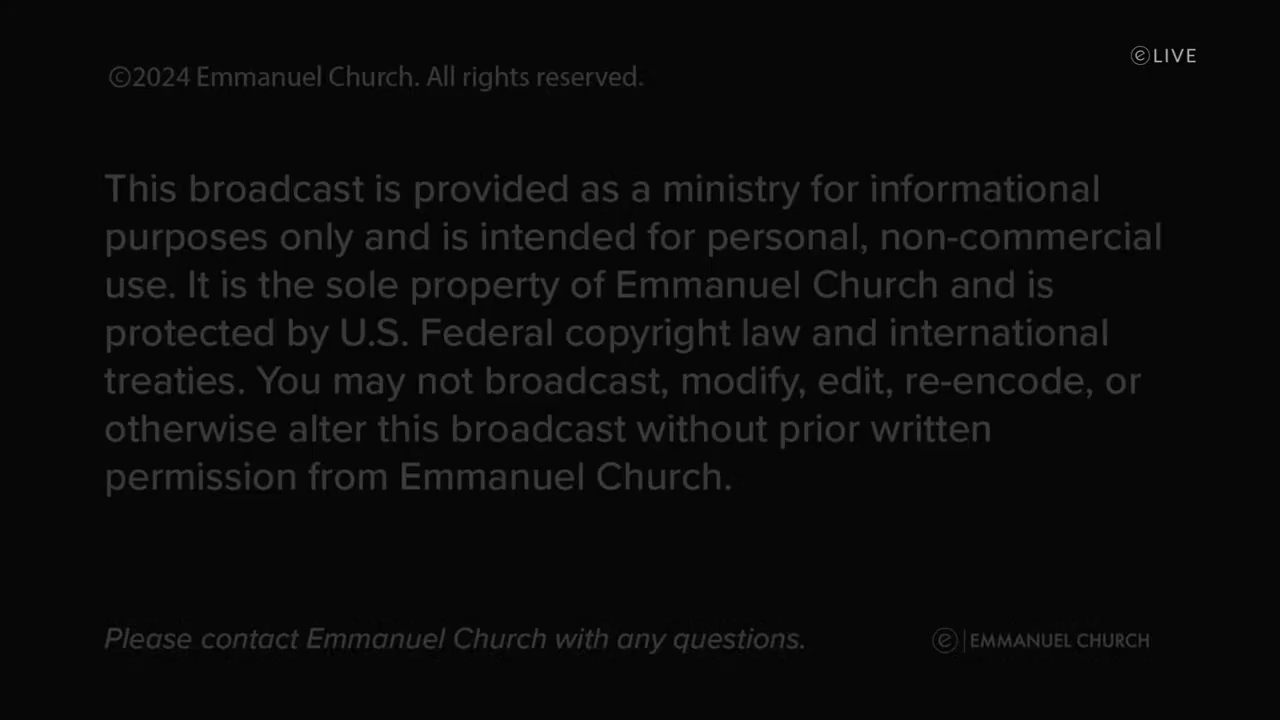 ⓔLIVE
©2024 Emmanuel Church. All rights reserved.
This broadcast is provided as a ministry for informational
purposes only and is intended for personal, non-commercial
use. It is the sole property of Emmanuel Church and is
protected by U.S. Federal copyright law and international
treaties. You may not broadcast, modify, edit, re-encode, or
otherwise alter this broadcast without prior written
permission from Emmanuel Church.
Please contact Emmanuel Church with any questions.
ⓔ|EMMANUEL CHURCH